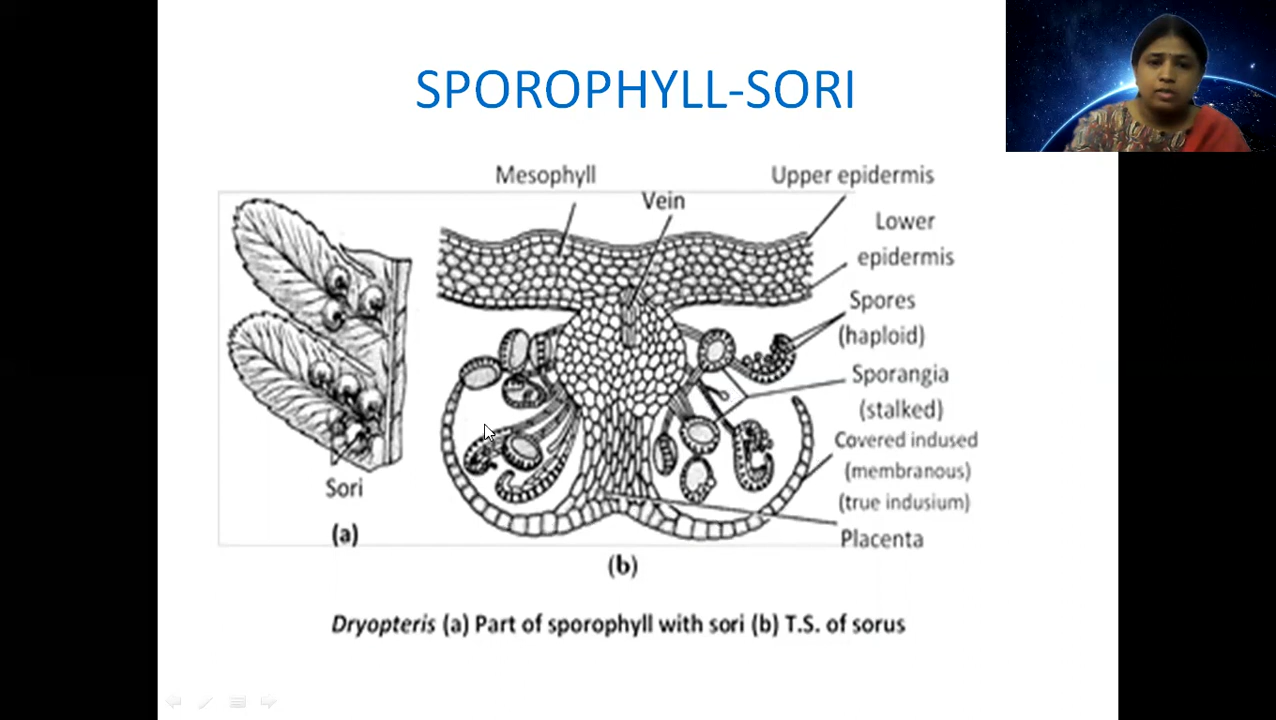 SPOROPHYLL-SORI
Mesophyll
Vein
Upper epidermis
Lower
epidermis
Spores
(haploid)
Sporangia
(stalked)
Covered indused
(membranous)
(true indusium)
Placenta
Sori
(a)
(b)
Dryopteris (a) Part of sporophyll with sori (b) T.S. of sorus